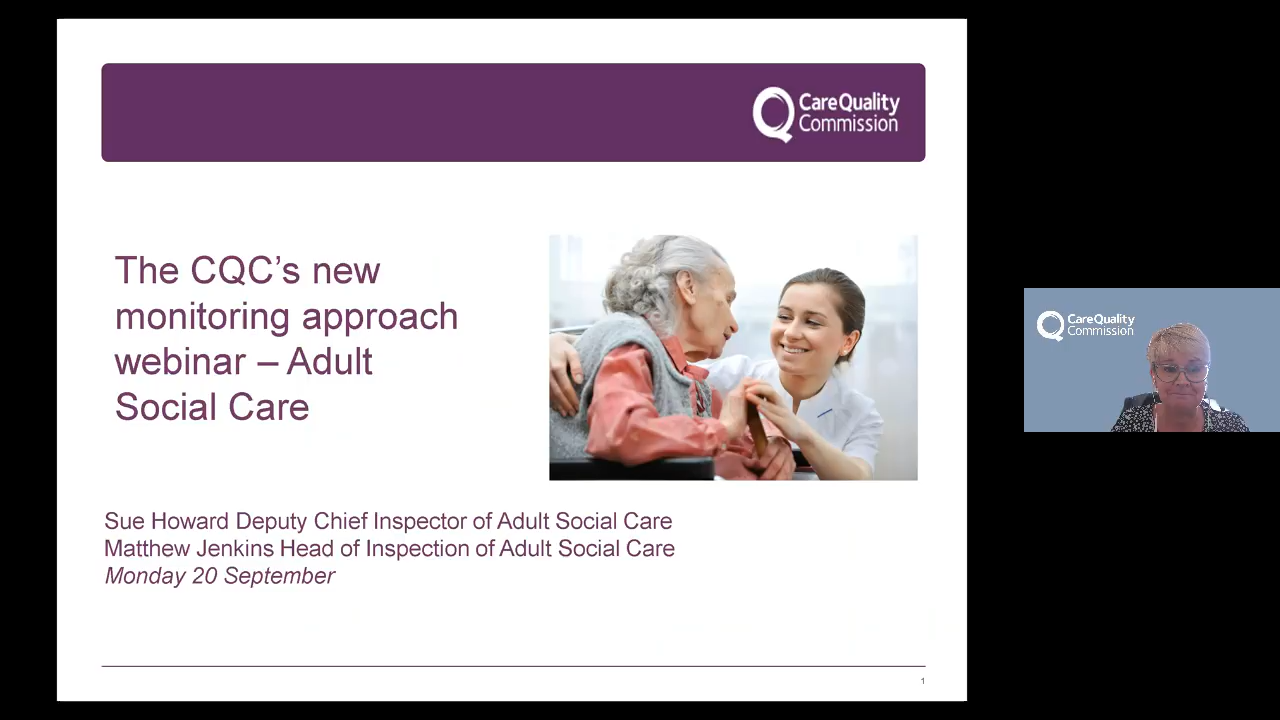 CareQuality
Commission
The CQC's new
monitoring approach
webinar – Adult
Social Care
Sue Howard Deputy Chief Inspector of Adult Social Care
Matthew Jenkins Head of Inspection of Adult Social Care
Monday 20 September
1
CareQuality
Commission